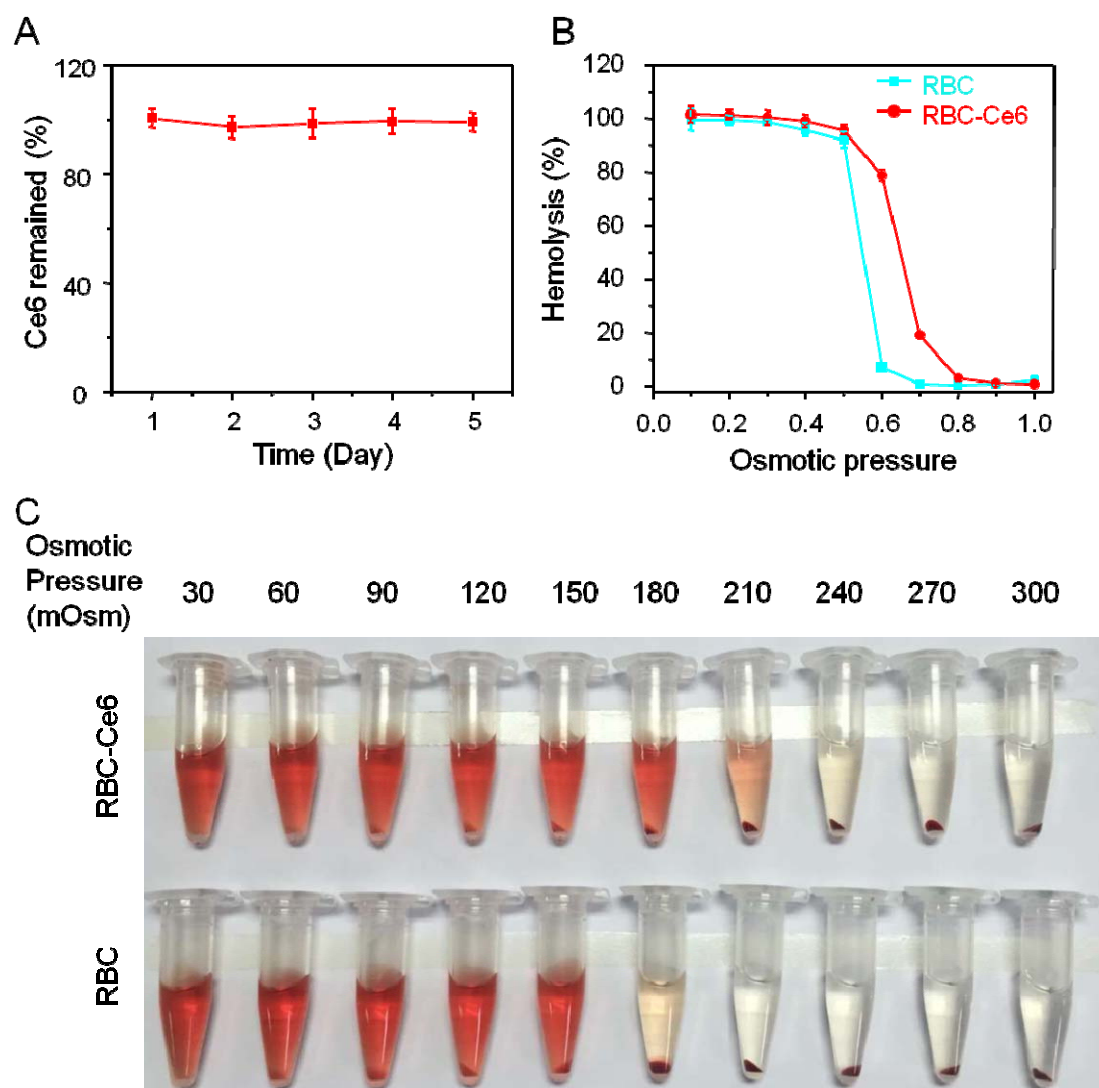 A
120
80
40
0
Ce6 remained (%)
1 2 3 4 5
Time (Day)
B
120
100
80
60
40
20
0
Hemolysis (%)
RBC
RBC-Ce6
0.0 0.2 0.4 0.6 0.8 1.0
Osmotic pressure
C
Osmotic
Pressure
(mOsm)
30 60 90 120 150 180 210 240 270 300
RBC-Ce6
RBC